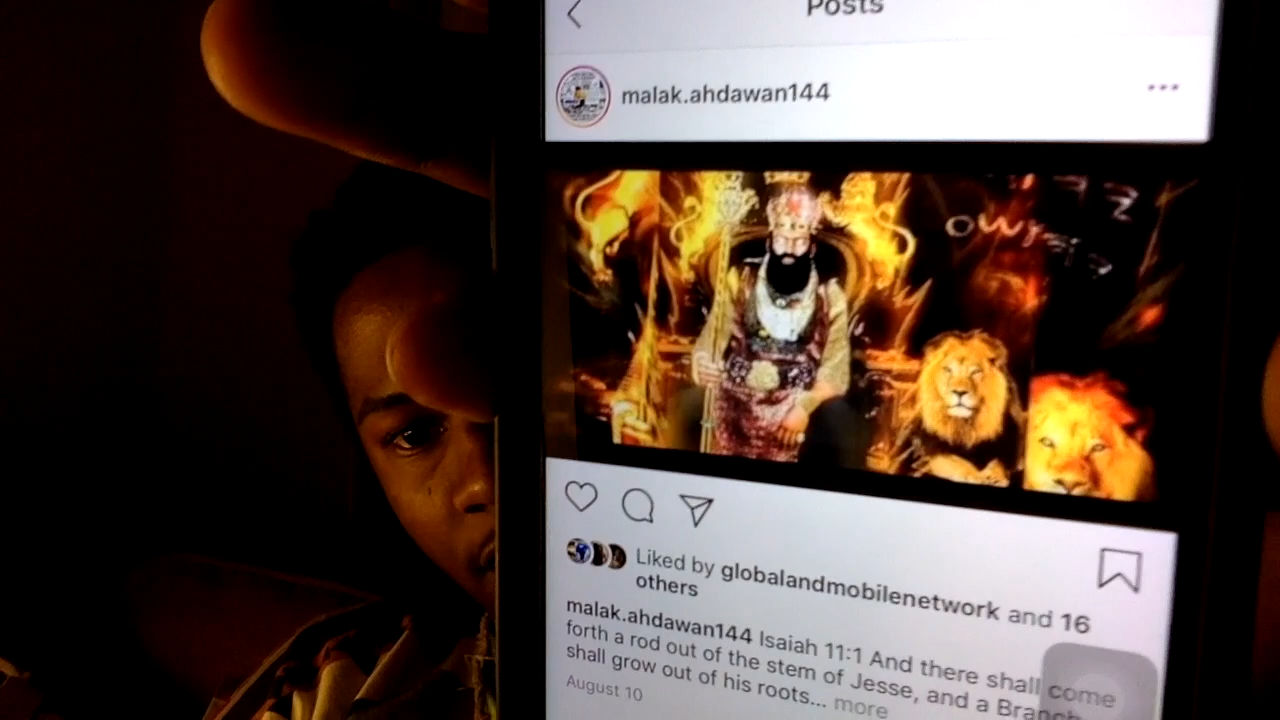 Posts
malak.ahdawan144
Liked by globalandmobilenetwork and 16
others
malak.ahdawan144 Isaiah 11:1 And there shall come
forth a rod out of the stem of Jesse, and a Branch
shall grow out of his roots... more
August 10